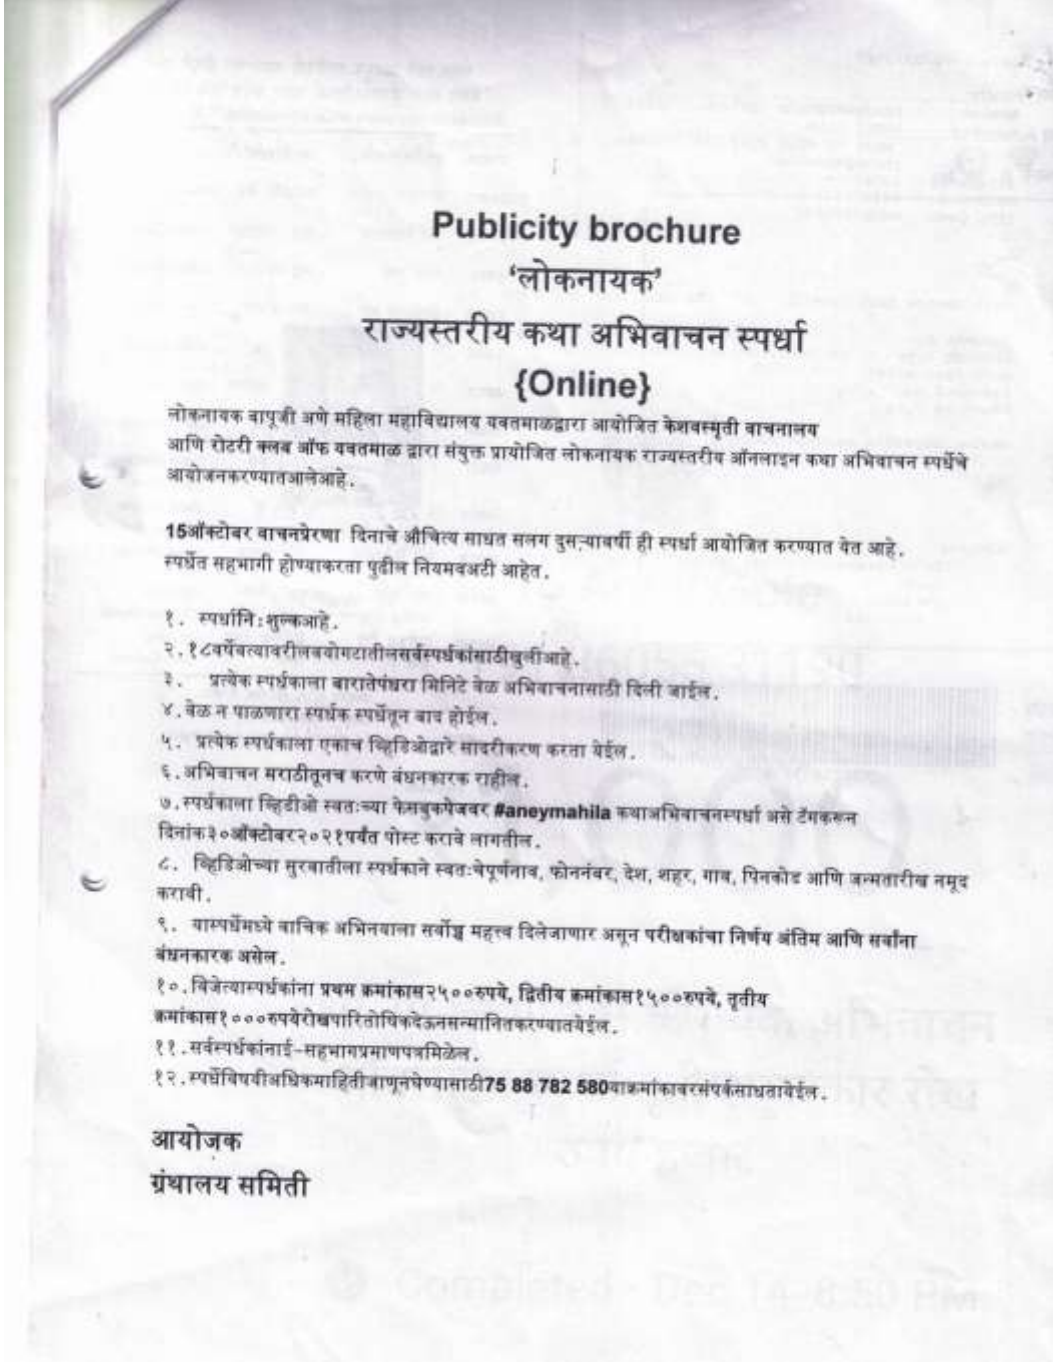 Publicity brochure
‘लोकनायक’
राज्यस्तरीय कथा अभिवाचन स्पर्धा
{Online}
लोकनायक बापूजी अणे महिला महाविद्यालय यवतमाळद्वारा आयोजित केशवस्मृती वाचनालय
आणि रोटरी क्लब ऑफ यवतमाळ द्वारा संयुक्त प्रायोजित लोकनायक राज्यस्तरीय ऑनलाइन कथा अभिवाचन स्पर्धेचे
आयोजनकरण्यातआलेआहे.
15ऑक्टोबर वाचनप्रेरणा दिनाचे औचित्य साधत सलग दुसऱ्यावर्षी ही स्पर्धा आयोजित करण्यात येत आहे.
स्पर्धेत सहभागी होण्याकरता पुढील नियमवअटी आहेत.
१. स्पर्धानि:शुल्कआहे.
२.१८वर्षेवत्यावरीलवयोगटातीलसर्वस्पर्धकांसाठीखुलीआहे.
३. प्रत्येक स्पर्धकाला बारातेपंधरा मिनिटे वेळ अभिवाचनासाठी दिली जाईल.
४.वेळ न पाळणारा स्पर्धक स्पर्धेतून बाद होईल.
५. प्रत्येक स्पर्धकाला एकाच व्हिडिओद्वारे सादरीकरण करता येईल.
६.अभिवाचन मराठीतूनच करणे बंधनकारक राहील.
७.स्पर्धकाला व्हिडीओ स्वतःच्या फेसबुकपेजवर #aneymahila कथाअभिवाचनस्पर्धा असे टॅगकरून
दिनांक३०ऑक्टोबर२०२१पर्यंत पोस्ट करावे लागतील.
८. व्हिडिओच्या सुरवातीला स्पर्धकाने स्वतःचेपूर्णनाव, फोननंबर, देश, शहर, गाव, पिनकोड आणि जन्मतारीख नमूद
करावी.
९. यास्पर्धेमध्ये वाचिक अभिनयाला सर्वोच्च महत्त्व दिलेजाणार असून परीक्षकांचा निर्णय अंतिम आणि सर्वांना
बंधनकारक असेल.
१०.विजेत्यास्पर्धकांना प्रथम क्रमांकास२५००रुपये, द्वितीय क्रमांकास१५००रुपये, तृतीय
क्रमांकास१०००रुपयेरोखपारितोषिकदेऊनसन्मानितकरण्यातयेईल.
११.सर्वस्पर्धकांनाई-सहभागप्रमाणपत्रमिळेल.
१२.स्पर्धेविषयीअधिकमाहितीजाणूनघेण्यासाठी75 88 782 580याक्रमांकावरसंपर्कसाधतायेईल.
आयोजक
ग्रंथालय समिती